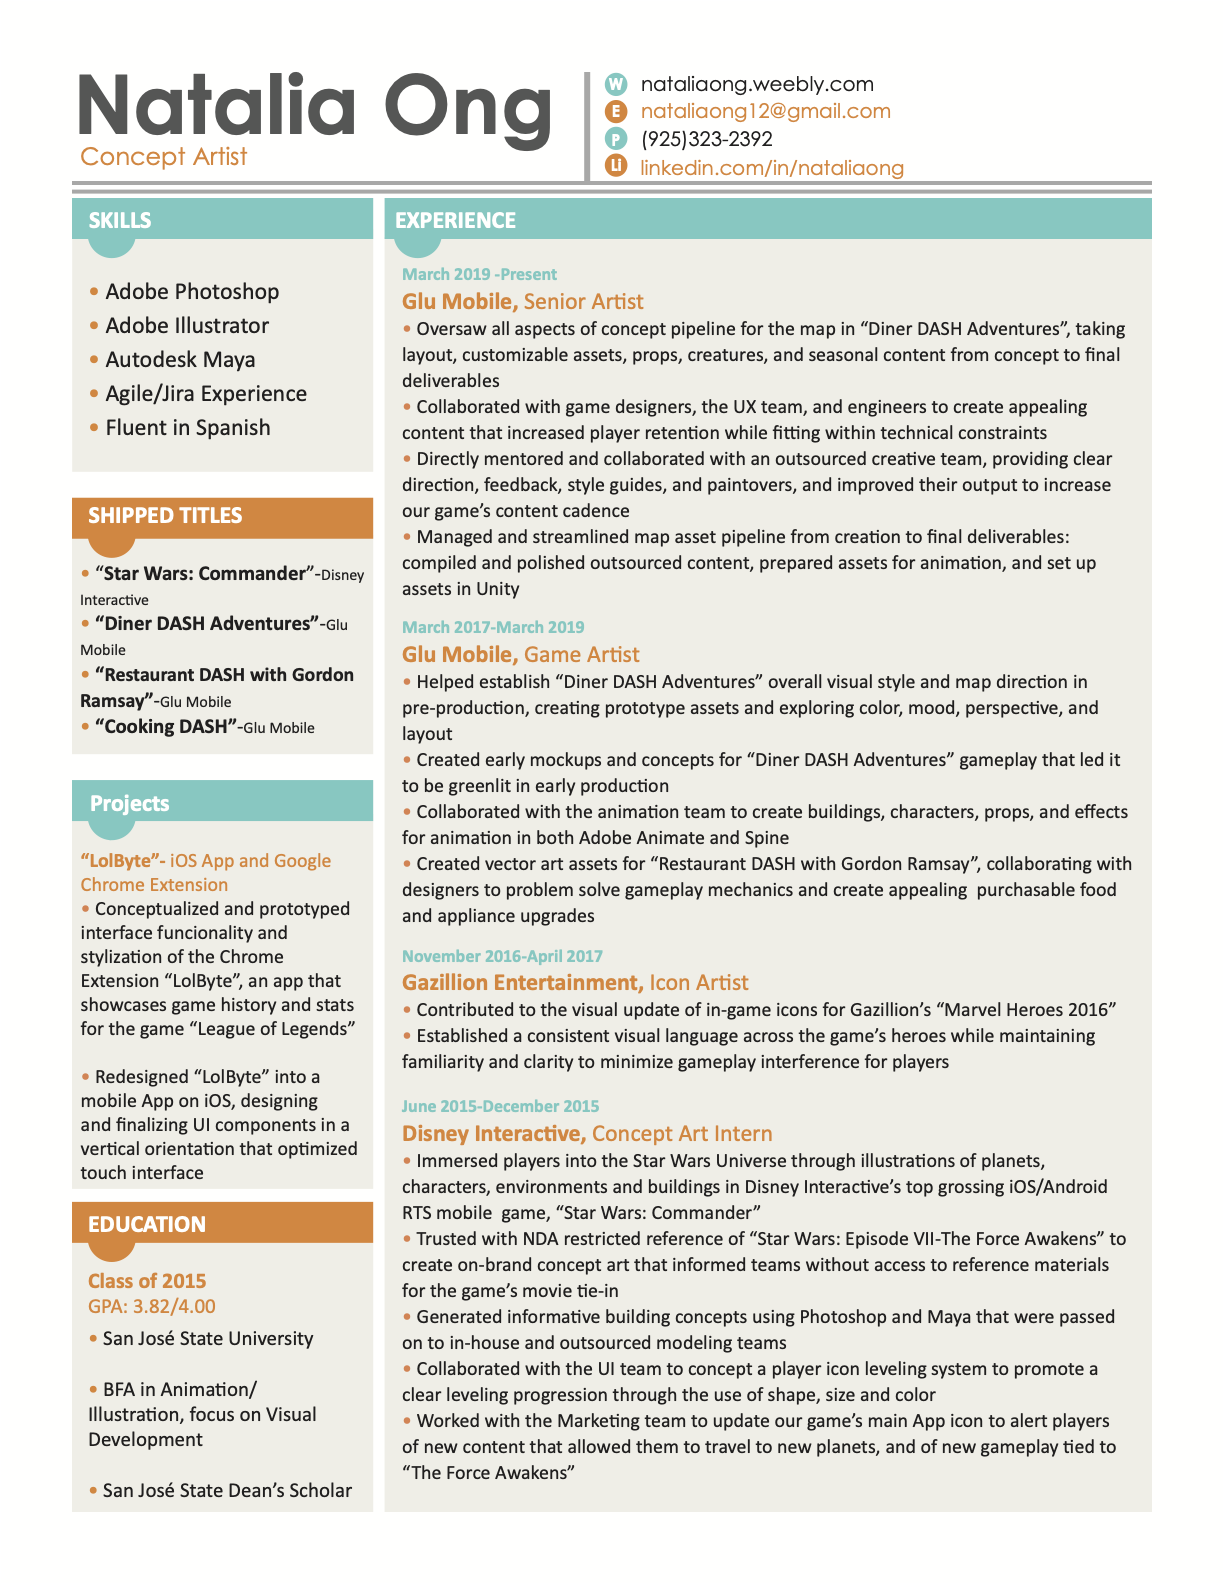 Natalia Ong
Concept Artist
W nataliaong.weebly.com
E nataliaong12@gmail.com
P (925)323-2392
Li linkedin.com/in/nataliaong
SKILLS
• Adobe Photoshop
• Adobe Illustrator
• Autodesk Maya
• Agile/Jira Experience
• Fluent in Spanish
SHIPPED TITLES
• “Star Wars: Commander”-Disney
Interactive
• “Diner DASH Adventures”-Glu
Mobile
• “Restaurant DASH with Gordon
Ramsay”-Glu Mobile
• “Cooking DASH”-Glu Mobile
Projects
“LolByte”- iOS App and Google
Chrome Extension
• Conceptualized and prototyped
interface funcionality and
stylization of the Chrome
Extension “LolByte”, an app that
showcases game history and stats
for the game “League of Legends”
• Redesigned “LolByte” into a
mobile App on iOS, designing
and finalizing UI components in a
vertical orientation that optimized
touch interface
EDUCATION
Class of 2015
GPA: 3.82/4.00
• San José State University
• BFA in Animation/
Illustration, focus on Visual
Development
• San José State Dean’s Scholar
EXPERIENCE
March 2019 -Present
Glu Mobile, Senior Artist
• Oversaw all aspects of concept pipeline for the map in “Diner DASH Adventures”, taking
layout, customizable assets, props, creatures, and seasonal content from concept to final
deliverables
• Collaborated with game designers, the UX team, and engineers to create appealing
content that increased player retention while fitting within technical constraints
• Directly mentored and collaborated with an outsourced creative team, providing clear
direction, feedback, style guides, and paintovers, and improved their output to increase
our game’s content cadence
• Managed and streamlined map asset pipeline from creation to final deliverables:
compiled and polished outsourced content, prepared assets for animation, and set up
assets in Unity
March 2017-March 2019
Glu Mobile, Game Artist
• Helped establish “Diner DASH Adventures” overall visual style and map direction in
pre-production, creating prototype assets and exploring color, mood, perspective, and
layout
• Created early mockups and concepts for “Diner DASH Adventures” gameplay that led it
to be greenlit in early production
• Collaborated with the animation team to create buildings, characters, props, and effects
for animation in both Adobe Animate and Spine
• Created vector art assets for “Restaurant DASH with Gordon Ramsay”, collaborating with
designers to problem solve gameplay mechanics and create appealing  purchasable food
and appliance upgrades
November 2016-April 2017
Gazillion Entertainment, Icon Artist
• Contributed to the visual update of in-game icons for Gazillion’s “Marvel Heroes 2016”
• Established a consistent visual language across the game’s heroes while maintaining
familiarity and clarity to minimize gameplay interference for players
June 2015-December 2015
Disney Interactive, Concept Art Intern
• Immersed players into the Star Wars Universe through illustrations of planets,
characters, environments and buildings in Disney Interactive’s top grossing iOS/Android
RTS mobile  game, “Star Wars: Commander”
• Trusted with NDA restricted reference of “Star Wars: Episode VII-The Force Awakens” to
create on-brand concept art that informed teams without access to reference materials
for the game’s movie tie-in
• Generated informative building concepts using Photoshop and Maya that were passed
on to in-house and outsourced modeling teams
• Collaborated with the UI team to concept a player icon leveling system to promote a
clear leveling progression through the use of shape, size and color
• Worked with the Marketing team to update our game’s main App icon to alert players
of new content that allowed them to travel to new planets, and of new gameplay tied to
“The Force Awakens”